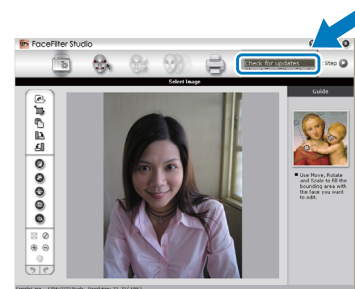 FaceFilter Studio
Check for updates
Step
Select Image
Guide
Use Move, Rotate
and Scale to fill the
bounding area with
the face you want
to edit.